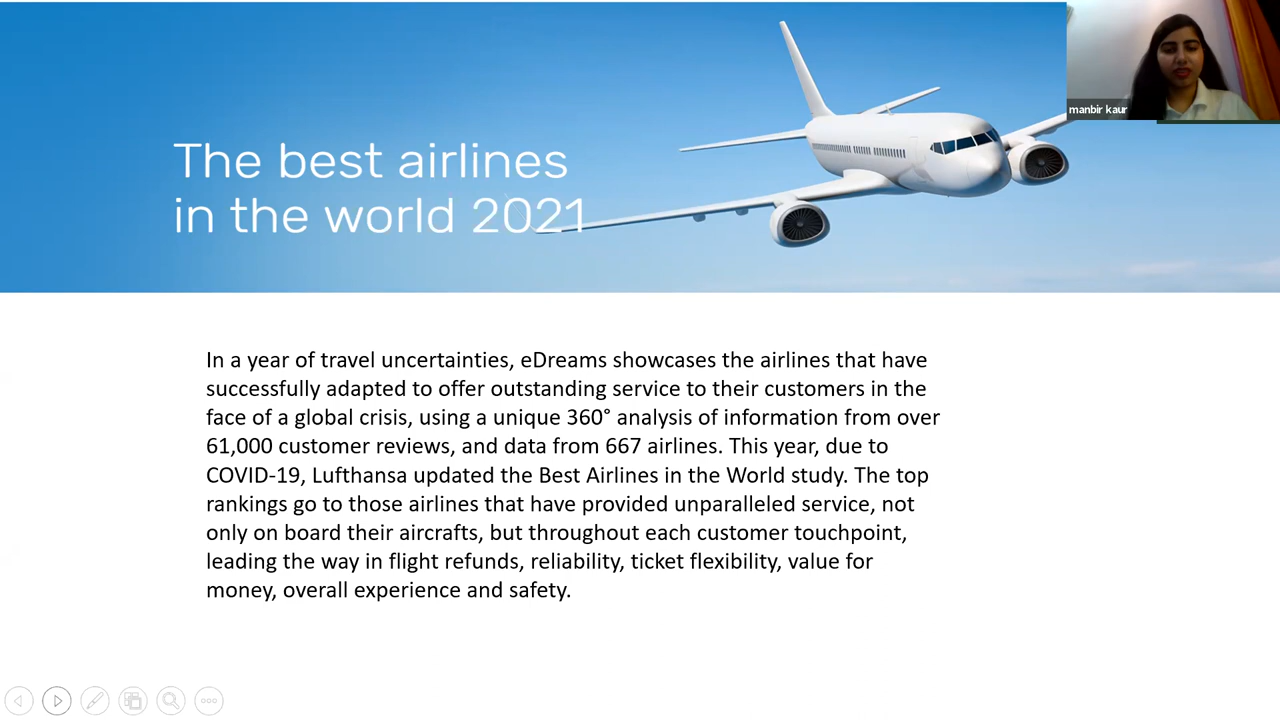 The best airlines
in the world 2021
manbir kaur
In a year of travel uncertainties, eDreams showcases the airlines that have
successfully adapted to offer outstanding service to their customers in the
face of a global crisis, using a unique 360° analysis of information from over
61,000 customer reviews, and data from 667 airlines. This year, due to
COVID-19, Lufthansa updated the Best Airlines in the World study. The top
rankings go to those airlines that have provided unparalleled service, not
only on board their aircrafts, but throughout each customer touchpoint,
leading the way in flight refunds, reliability, ticket flexibility, value for
money, overall experience and safety.